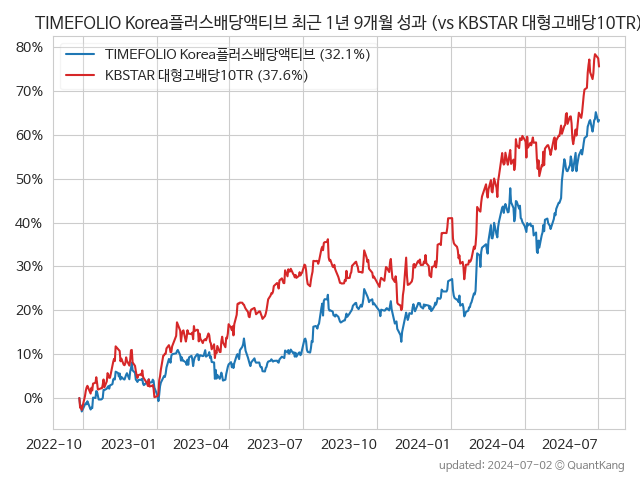 TIMEFOLIO Korea플러스배당액티브 최근 1년 9개월 성과 (vs KBSTAR 대형고배당10TR)
TIMEFOLIO Korea플러스배당액티브 (32.1%)
KBSTAR 대형고배당10TR (37.6%)
80%
70%
60%
50%
40%
30%
20%
10%
0%
2022-10 2023-01 2023-04 2023-07 2023-10 2024-01 2024-04 2024-07
updated: 2024-07-02 © QuantKang